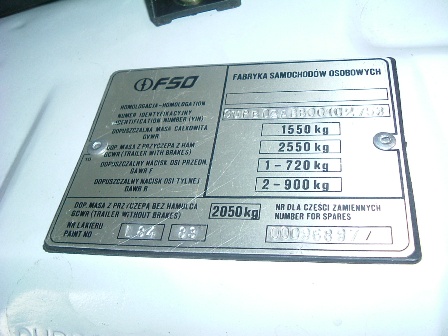 FSO
FABRYKA SAMOCHODÓW OSOBOWYCH
HOMOLOGACJA-HOMOLOGATION
NUMER IDENTYFIKACYJNY
IDENTIFICATION NUMBER (VIN)
DOPUSZCZALNA MASA CAŁKOWITA
GVWR
1550 kg
DOP. MASA Z PRZYCZEPĄ Z HAM.
GCWR (TRAILER WITH BRAKES)
2550 kg
DOPUSZCZALNY NACISK OSI PRZEDN.
GAWR F
1-720 kg
DOPUSZCZALNY NACISK OSI TYLNEJ
GAWR R
2-900 kg
DOP. MASA Z PRZYCZEPĄ BEZ HAMULCA
GCWR (TRAILER WITHOUT BRAKES)
2050 kg
NR DLA CZĘŚCI ZAMIENNYCH
NUMBER FOR SPARES
NR LAKIERU
PAINT NO
L84 83